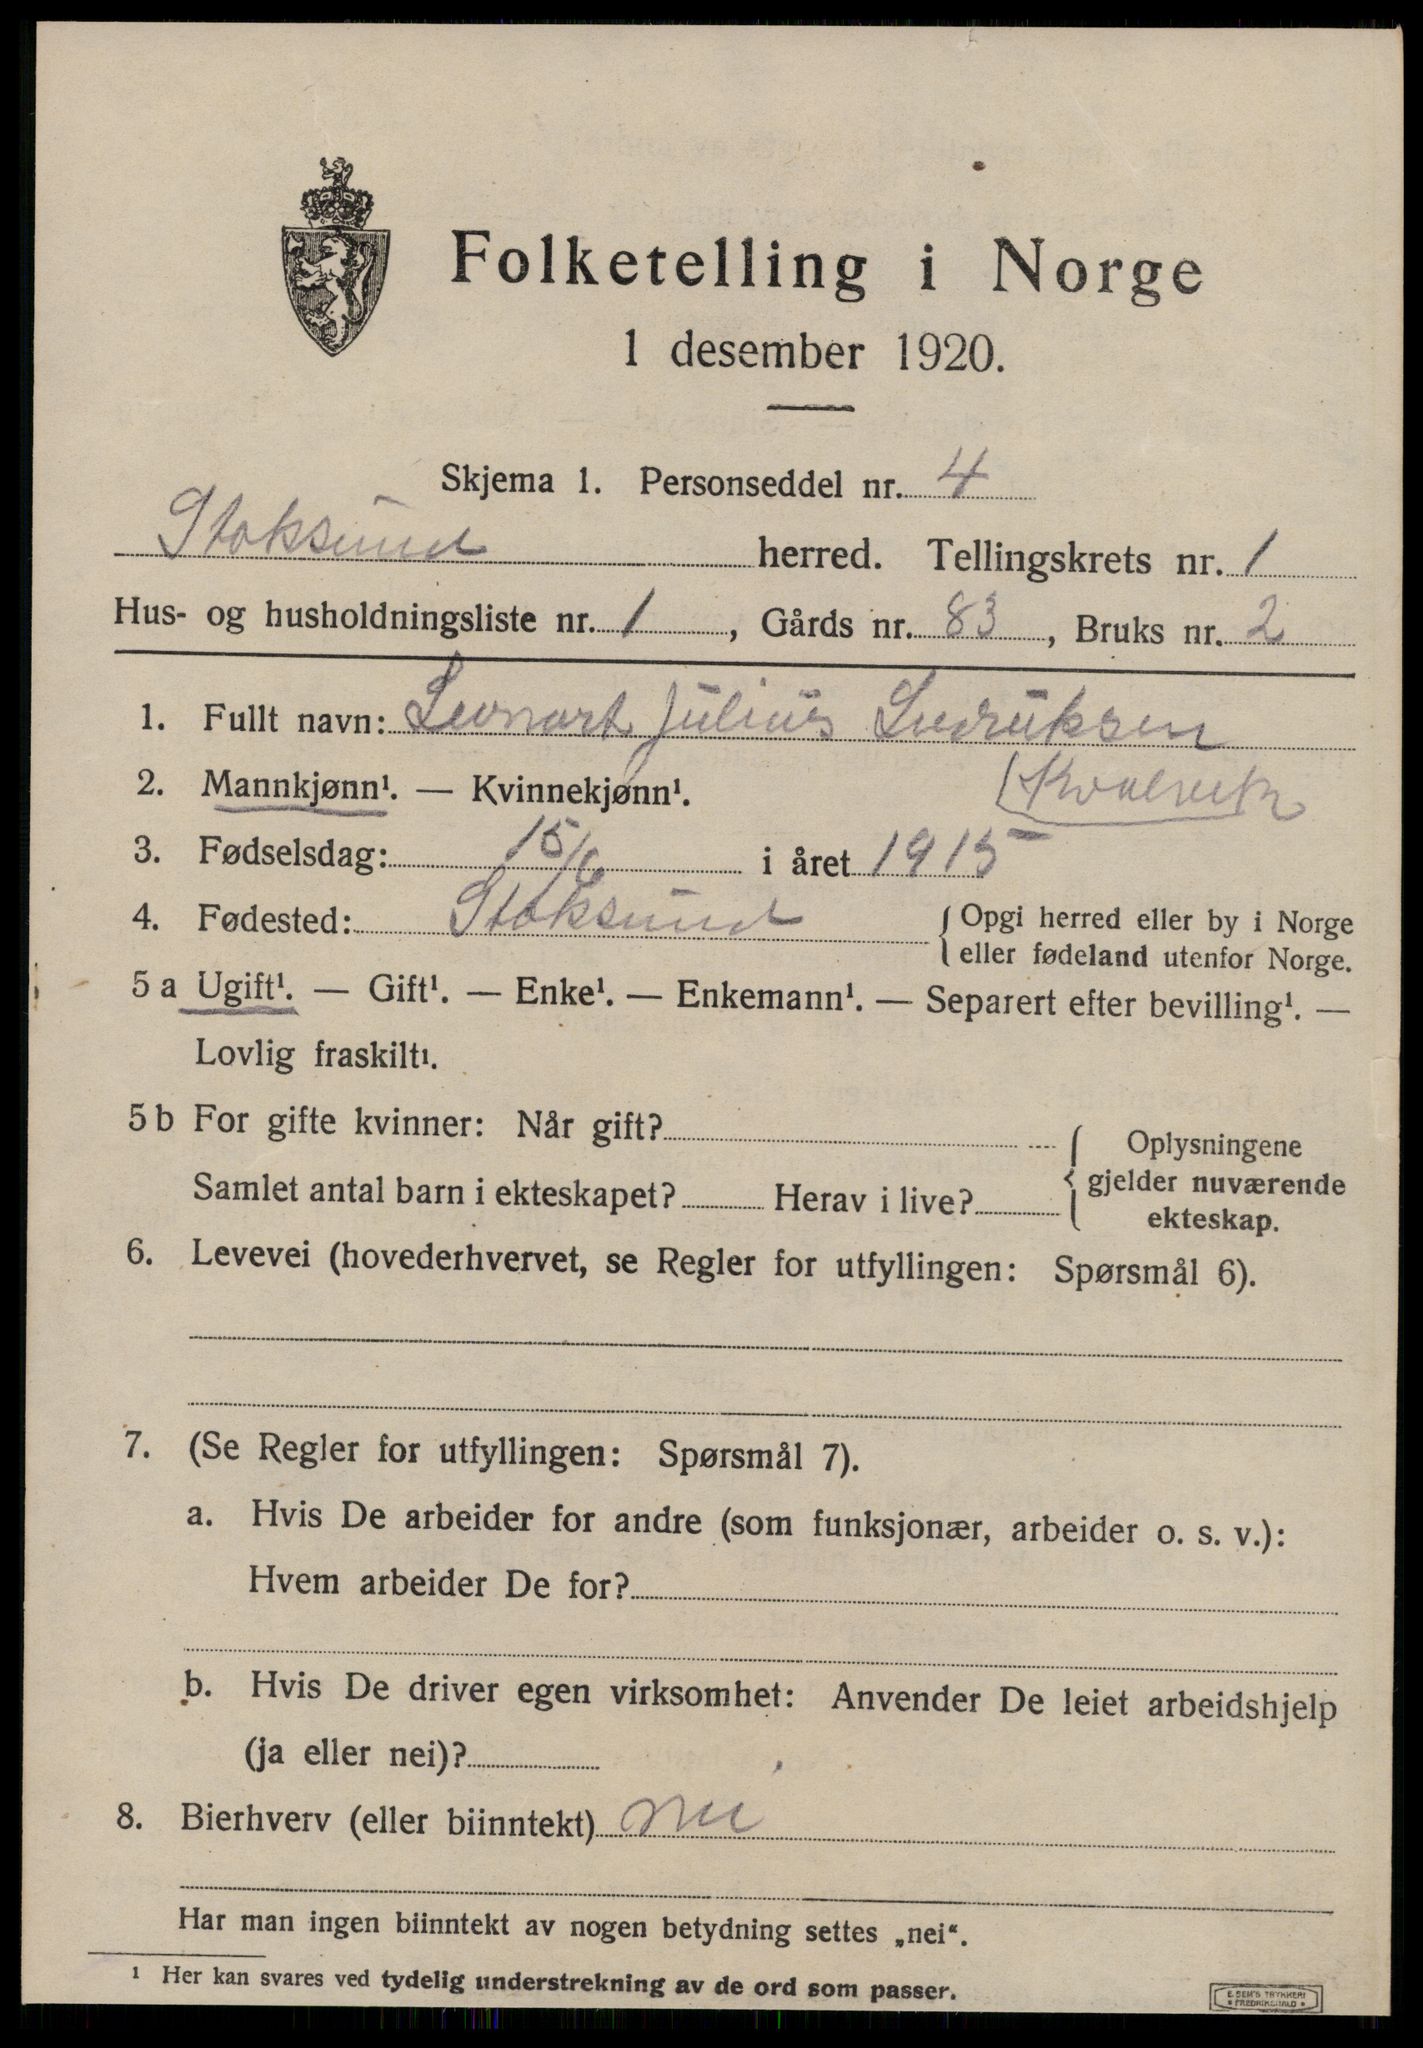 Folketelling i Norge
1 desember 1920.
Skjema 1. Personseddel nr. 4
Stoksund herred. Tellingskrets nr. 1
Hus- og husholdningsliste nr. 1, Gårds nr. 83, Bruks nr. 2
1. Fullt navn: Leonart Julius Ludriksen
2. Mannkjønn¹. — Kvinnekjønn¹.
3. Fødselsdag: 15/6 i året 1915
4. Fødested: Stoksund { Opgi herred eller by i Norge
eller fødeland utenfor Norge.
5 a Ugift¹. — Gift¹. — Enke¹. — Enkemann¹. — Separert efter bevilling¹. —
Lovlig fraskilt¹.
5 b For gifte kvinner: Når gift?
Samlet antal barn i ekteskapet? Herav i live?
{ Oplysningene
gjelder nuværende
ekteskap.
6. Levevei (hovederhvervet, se Regler for utfyllingen: Spørsmål 6).
7. (Se Regler for utfyllingen: Spørsmål 7).
a. Hvis De arbeider for andre (som funksjonær, arbeider o. s. v.):
Hvem arbeider De for?
b. Hvis De driver egen virksomhet: Anvender De leiet arbeidshjelp
(ja eller nei)?
8. Bierhverv (eller biinntekt) nei
Har man ingen biinntekt av nogen betydning settes „nei“.
¹ Her kan svares ved tydelig understrekning av de ord som passer.
E. SEM'S TRYKKERI
FREDRIKSHALD